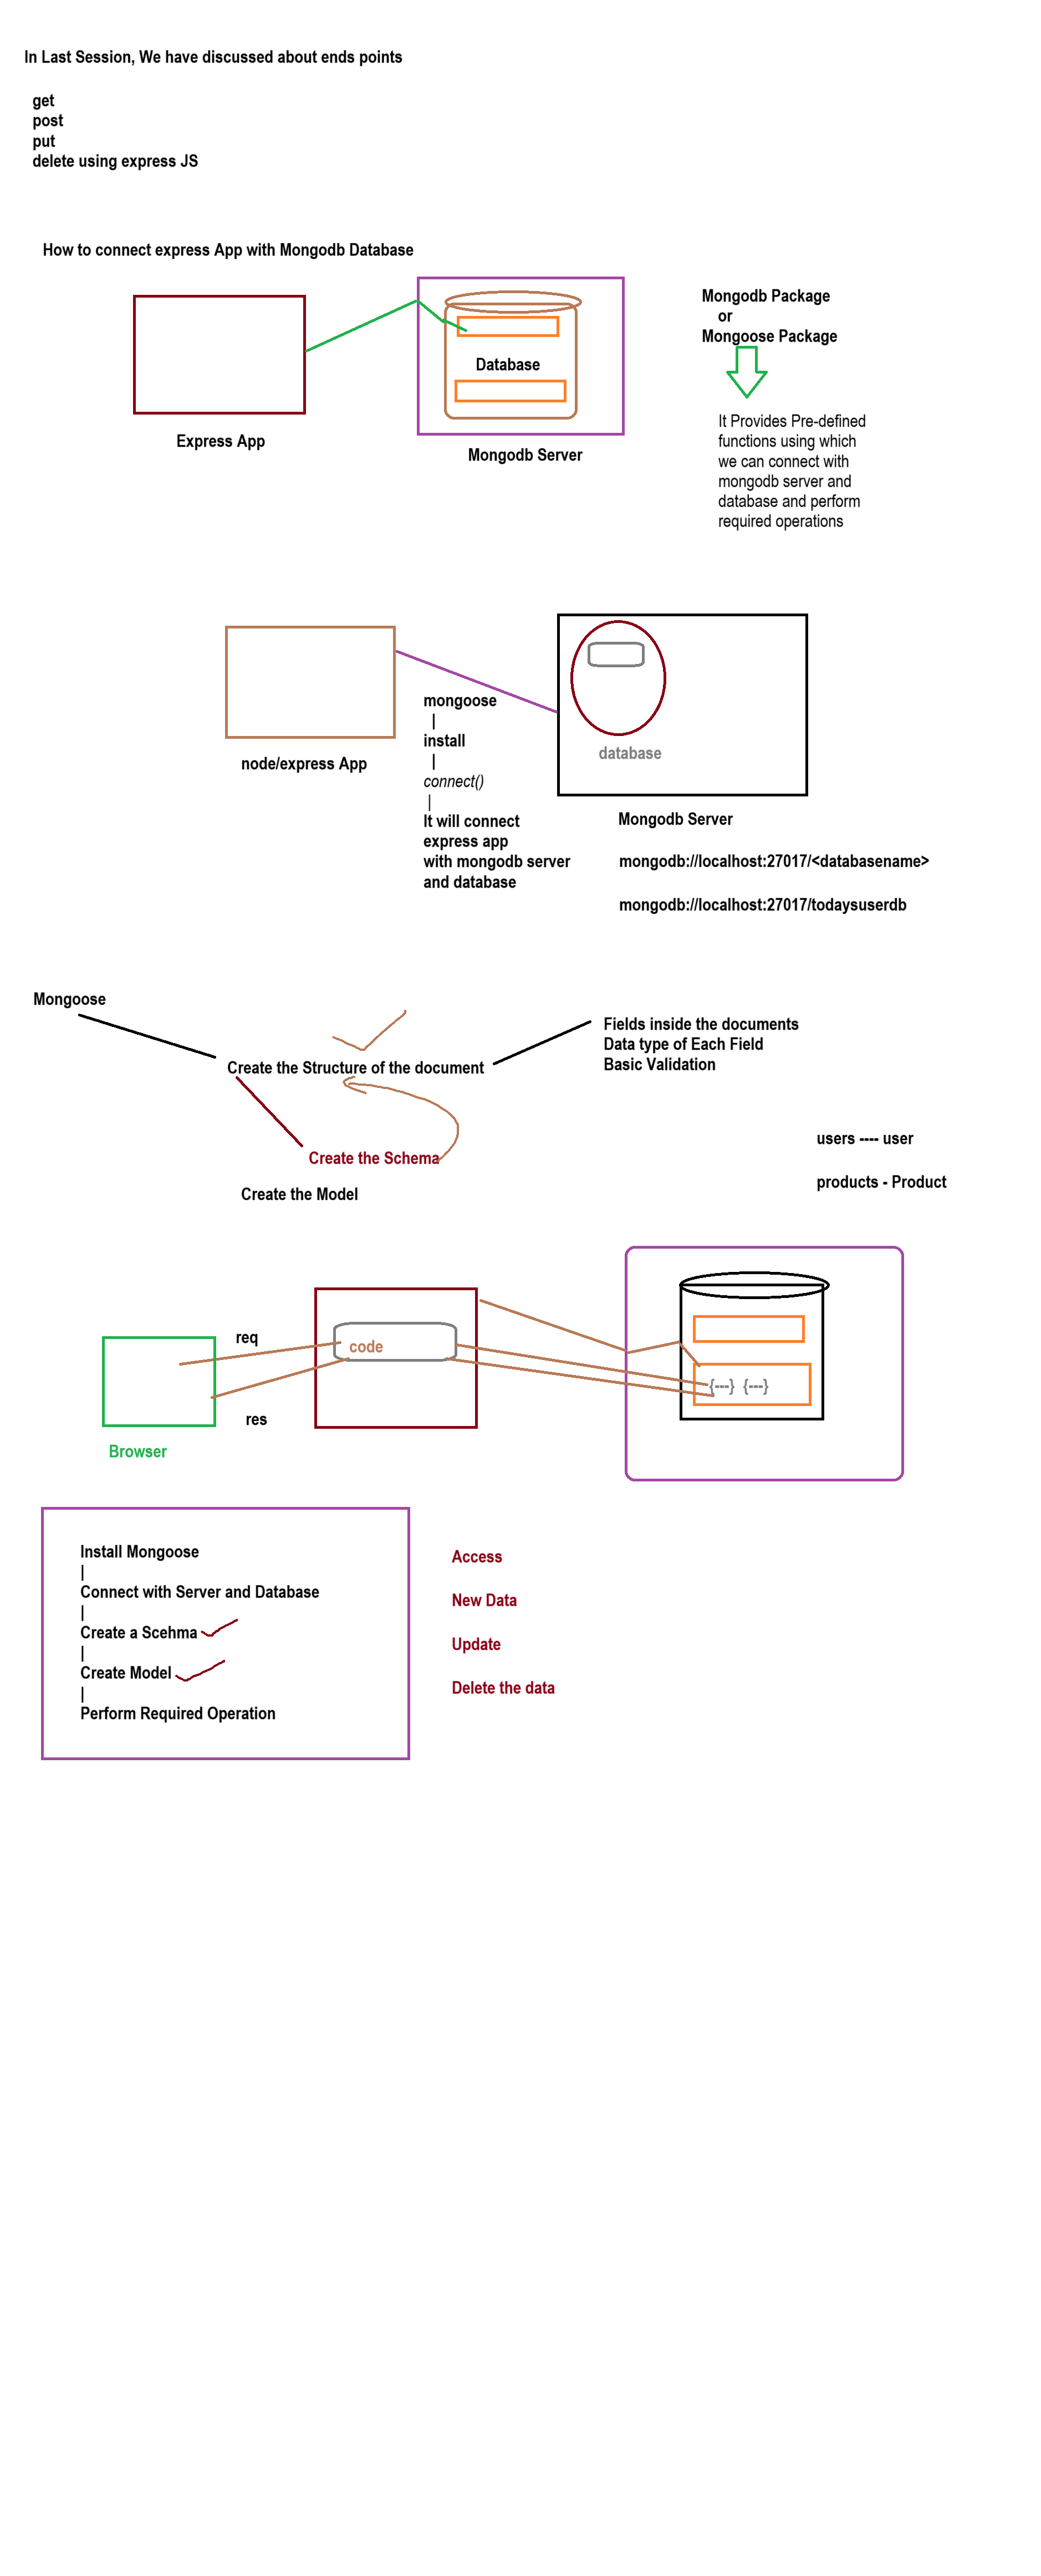 In Last Session, We have discussed about ends points
get
post
put
delete using express JS
How to connect express App with Mongodb Database
Database
Express App
Mongodb Server
Mongodb Package
or
Mongoose Package
It Provides Pre-defined
functions using which
we can connect with
mongodb server and
database and perform
required operations
node/express App
mongoose
|
install
|
connect()
|
It will connect
express app
with mongodb server
and database
database
Mongodb Server
mongodb://localhost:27017/<databasename>
mongodb://localhost:27017/todaysuserdb
Mongoose
Create the Structure of the document
Fields inside the documents
Data type of Each Field
Basic Validation
Create the Schema
Create the Model
users ---- user
products - Product
req
code
res
Browser
{---} {---}
Install Mongoose
|
Connect with Server and Database
|
Create a Scehma
|
Create Model
|
Perform Required Operation
Access
New Data
Update
Delete the data